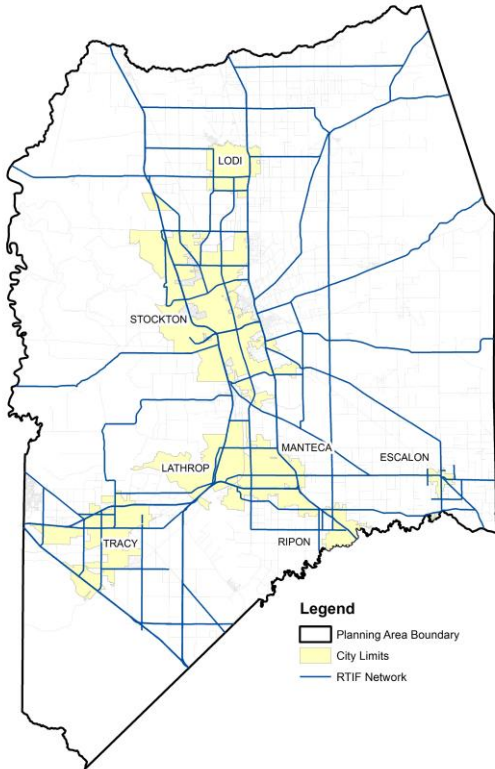 LODI
STOCKTON
MANTECA
LATHROP
ESCALON
TRACY
RIPON
Legend
Planning Area Boundary
City Limits
RTIF Network